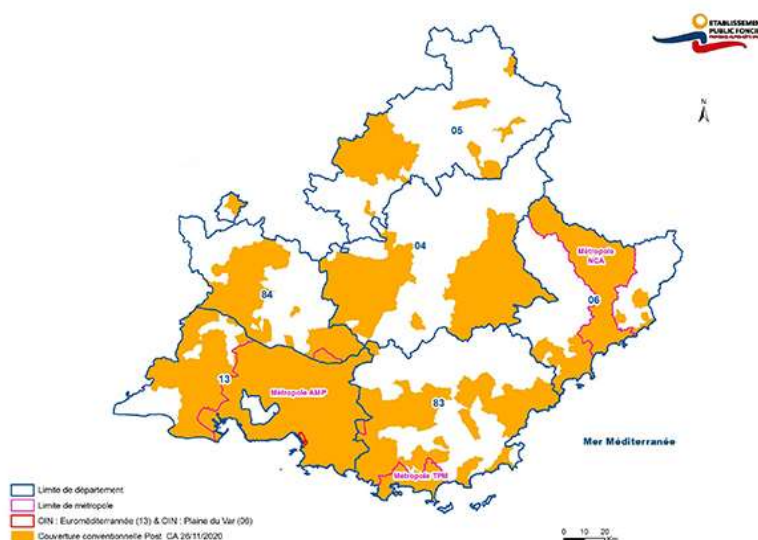 ETABLISSEMENT
PUBLIC FONCIER
N
05
04
Métropole
NCA
06
84
13
Métropole AMP
83
Métropole TPM
Mer Méditerranée
Limite de département
Limite de métropole
OIN : Euroméditerrannée (13) & OIN : Plaine du Var (06)
Couverture conventionnelle Post CA 26/11/2020
0 10 20